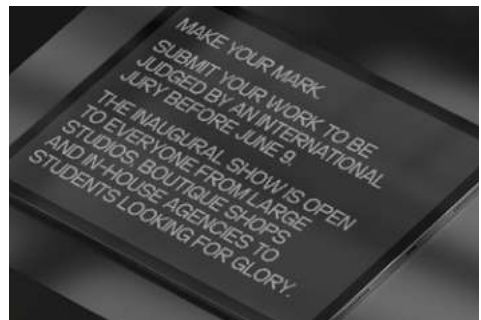 MAKE YOUR MARK.
SUBMIT YOUR WORK TO BE
JUDGED BY AN INTERNATIONAL
JURY BEFORE JUNE 9.
THE INAUGURAL SHOW IS OPEN
TO EVERYONE FROM LARGE
STUDIOS, BOUTIQUE SHOPS
AND IN-HOUSE AGENCIES TO
STUDENTS LOOKING FOR GLORY.